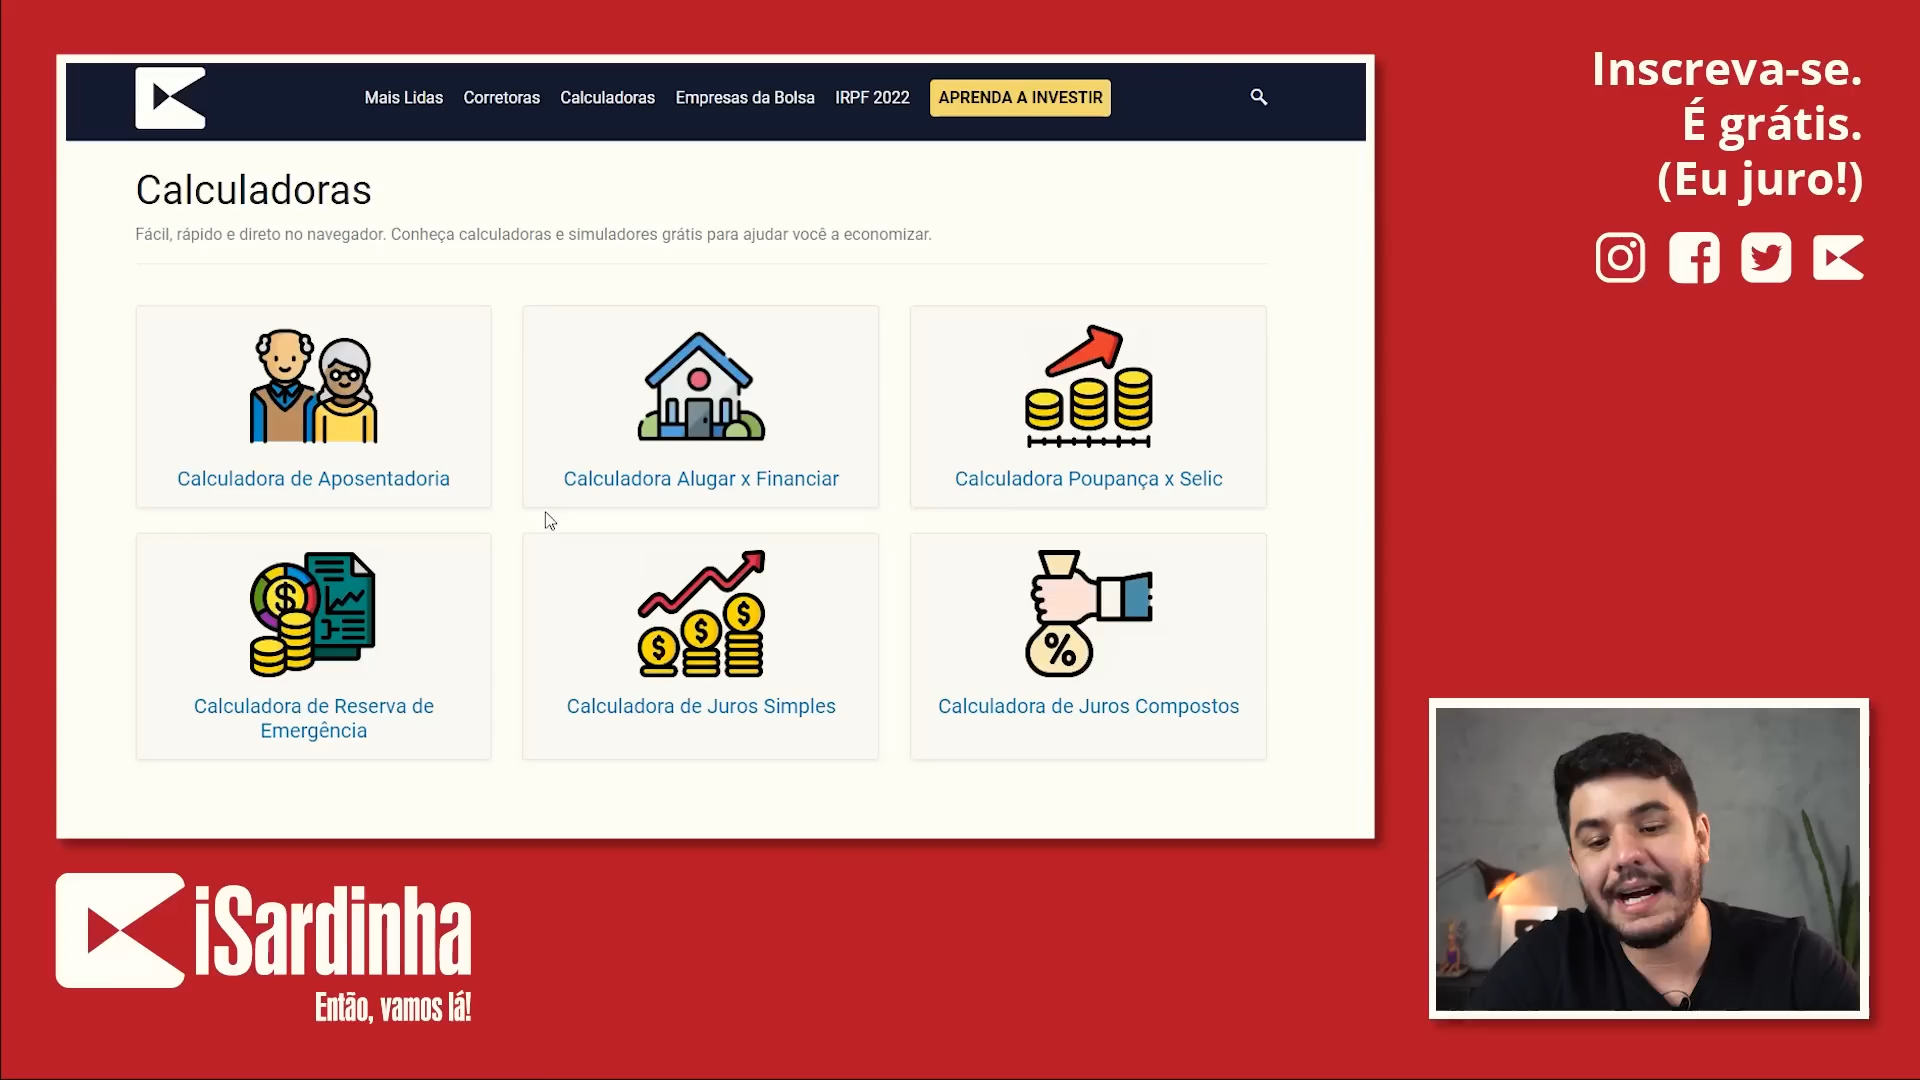 Inscreva-se.
É grátis.
(Eu juro!)
Mais Lidas Corretoras Calculadoras Empresas da Bolsa IRPF 2022 APRENDA A INVESTIR
Calculadoras
Fácil, rápido e direto no navegador. Conheça calculadoras e simuladores grátis para ajudar você a economizar.
Calculadora de Aposentadoria
Calculadora Alugar x Financiar
Calculadora Poupança x Selic
$
$ $ $
%
Calculadora de Reserva de
Emergência
Calculadora de Juros Simples
Calculadora de Juros Compostos
iSardinha
Então, vamos lá!